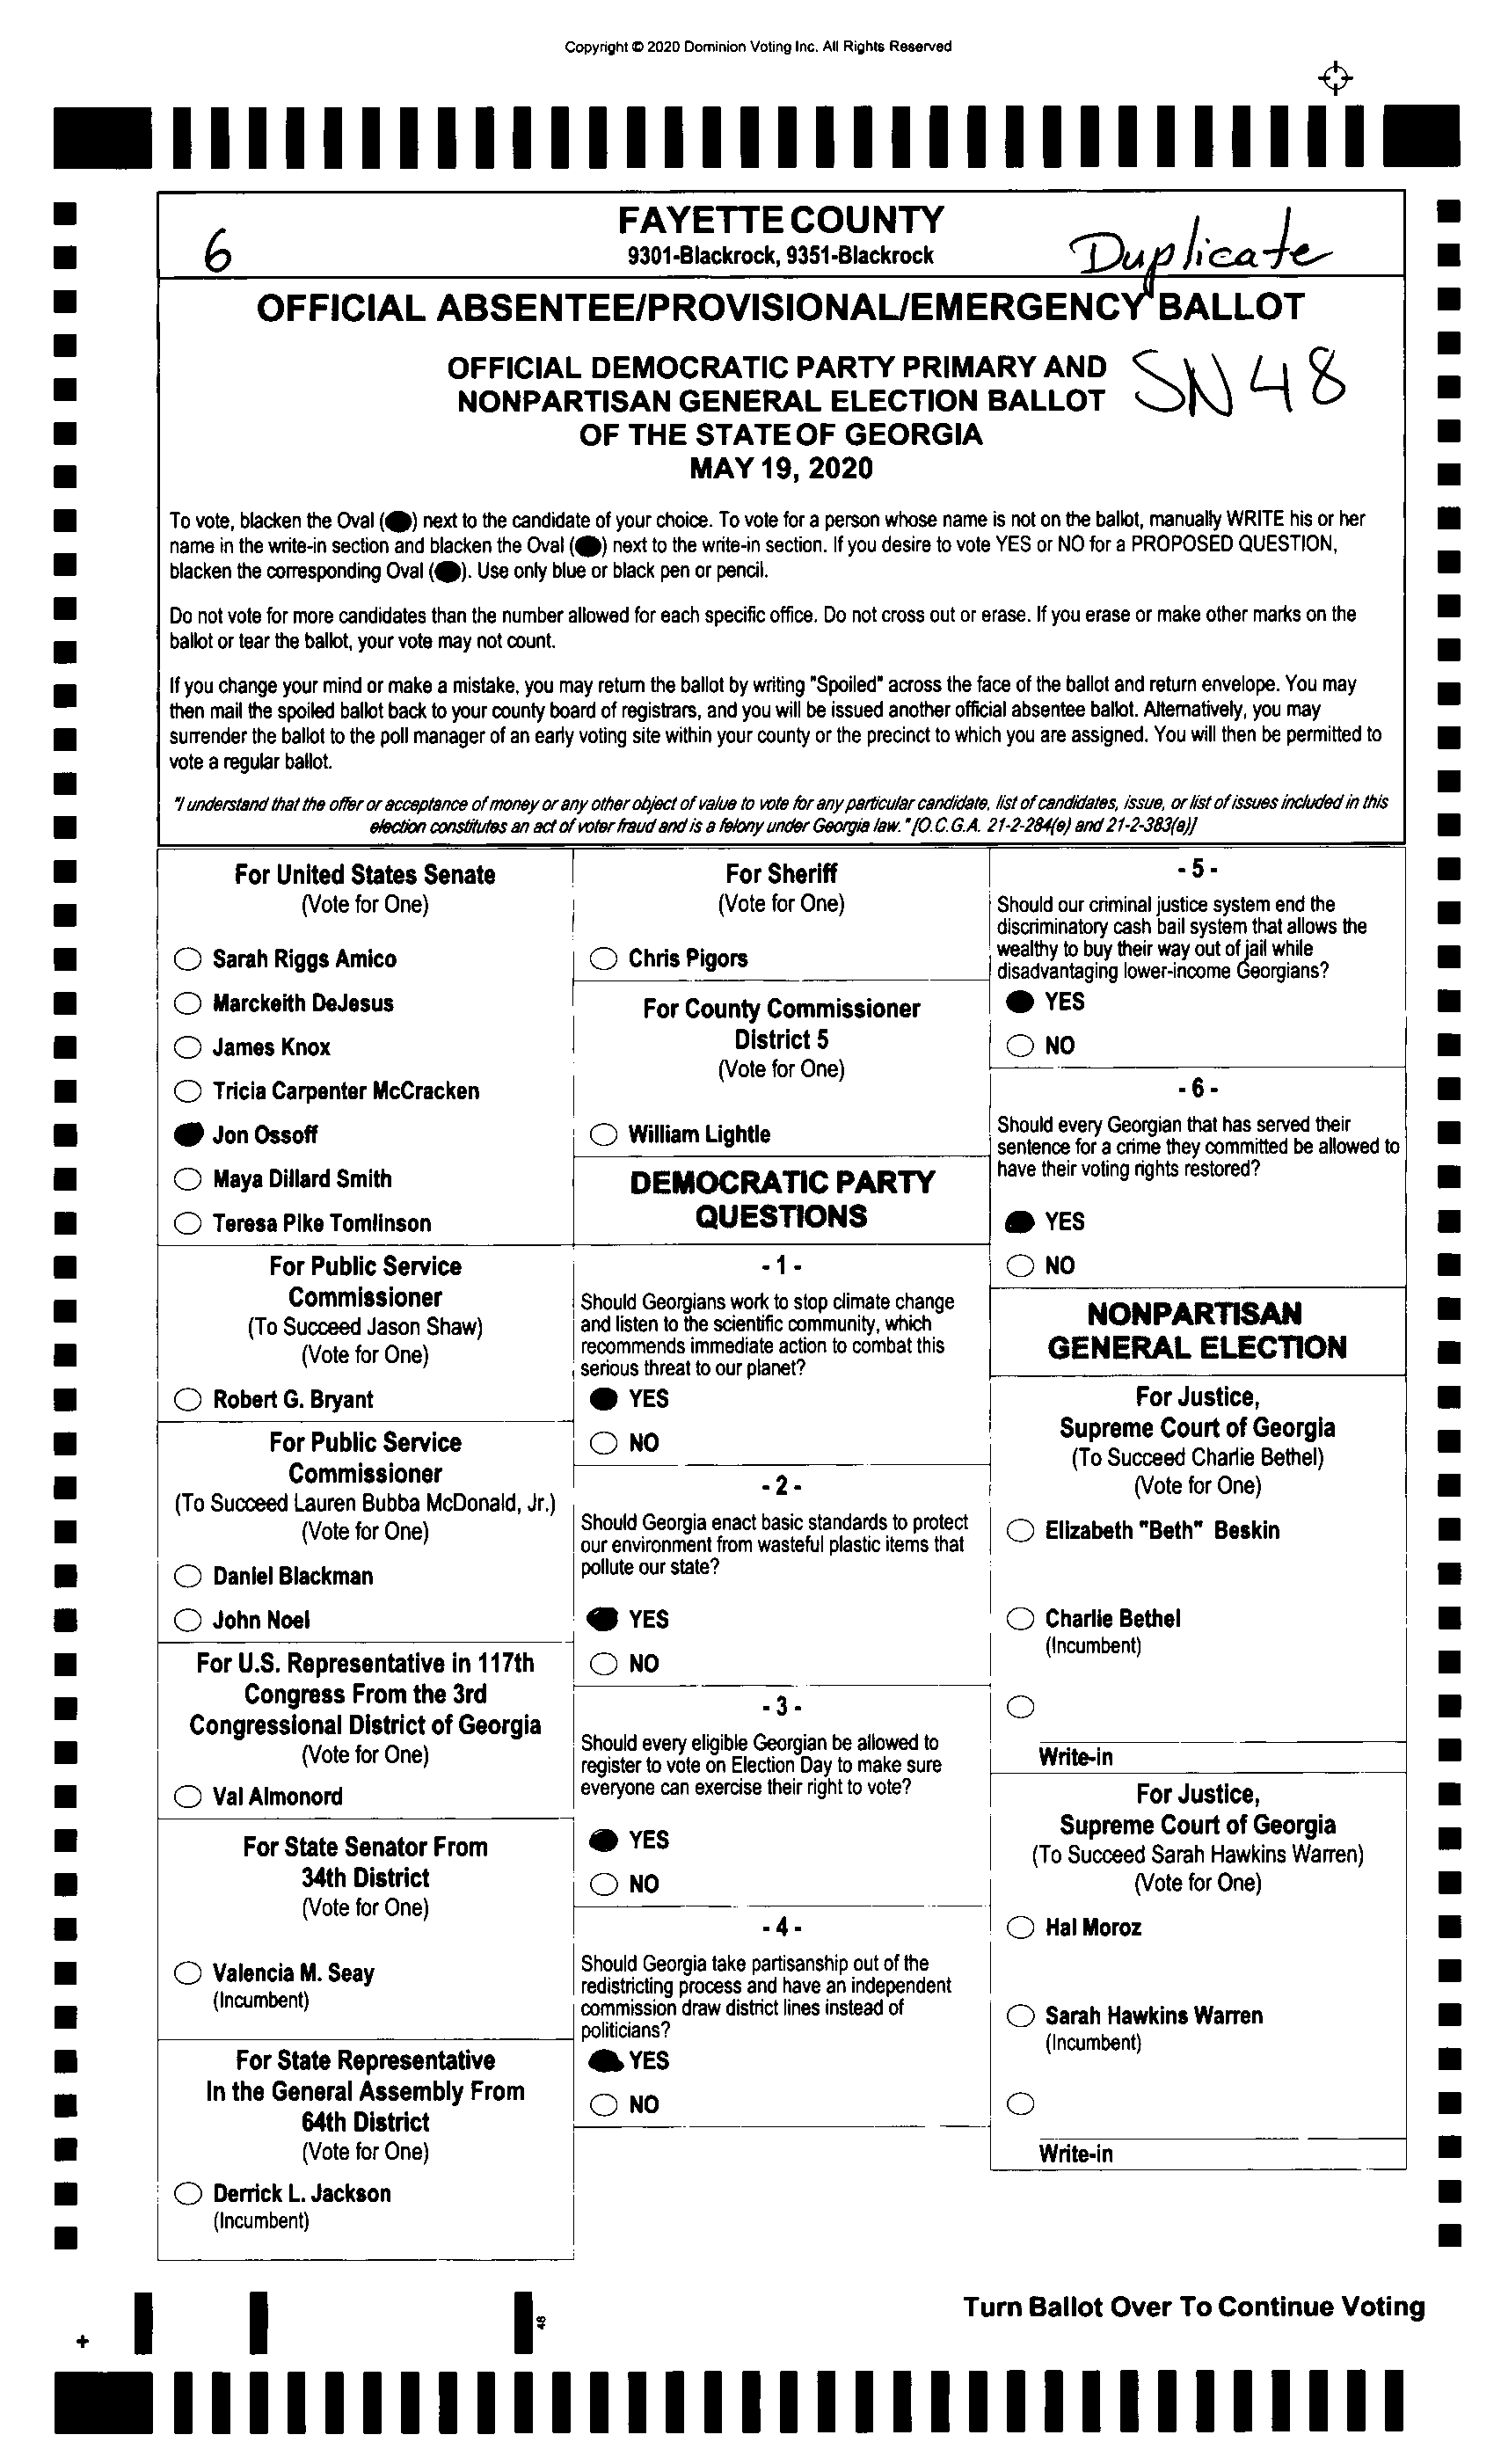 Copyright © 2020 Dominion Voting Inc. All Rights Reserved
FAYETTE COUNTY
6
9301-Blackrock, 9351-Blackrock
Duplicate
OFFICIAL ABSENTEE/PROVISIONAL/EMERGENCY BALLOT
OFFICIAL DEMOCRATIC PARTY PRIMARY AND
NONPARTISAN GENERAL ELECTION BALLOT
OF THE STATE OF GEORGIA
MAY 19, 2020
SN 48
To vote, blacken the Oval ( ) next to the candidate of your choice. To vote for a person whose name is not on the ballot, manually WRITE his or her
name in the write-in section and blacken the Oval ( ) next to the write-in section. If you desire to vote YES or NO for a PROPOSED QUESTION,
blacken the corresponding Oval ( ). Use only blue or black pen or pencil.
Do not vote for more candidates than the number allowed for each specific office. Do not cross out or erase. If you erase or make other marks on the
ballot or tear the ballot, your vote may not count.
If you change your mind or make a mistake, you may return the ballot by writing "Spoiled" across the face of the ballot and return envelope. You may
then mail the spoiled ballot back to your county board of registrars, and you will be issued another official absentee ballot. Alternatively, you may
surrender the ballot to the poll manager of an early voting site within your county or the precinct to which you are assigned. You will then be permitted to
vote a regular ballot.
"I understand that the offer or acceptance of money or any other object of value to vote for any particular candidate, list of candidates, issue, or list of issues included in this
election constitutes an act of voter fraud and is a felony under Georgia law." [O.C.G.A. 21-2-284(e) and 21-2-383(a)]
For United States Senate
(Vote for One)
Sarah Riggs Amico
Marckeith DeJesus
James Knox
Tricia Carpenter McCracken
Jon Ossoff
Maya Dillard Smith
Teresa Pike Tomlinson
For Public Service
Commissioner
(To Succeed Jason Shaw)
(Vote for One)
Robert G. Bryant
For Public Service
Commissioner
(To Succeed Lauren Bubba McDonald, Jr.)
(Vote for One)
Daniel Blackman
John Noel
For U.S. Representative in 117th
Congress From the 3rd
Congressional District of Georgia
(Vote for One)
Val Almonord
For State Senator From
34th District
(Vote for One)
Valencia M. Seay
(Incumbent)
For State Representative
In the General Assembly From
64th District
(Vote for One)
Derrick L. Jackson
(Incumbent)
For Sheriff
(Vote for One)
Chris Pigors
For County Commissioner
District 5
(Vote for One)
William Lightle
DEMOCRATIC PARTY
QUESTIONS
- 1 -
Should Georgians work to stop climate change
and listen to the scientific community, which
recommends immediate action to combat this
serious threat to our planet?
YES
NO
- 2 -
Should Georgia enact basic standards to protect
our environment from wasteful plastic items that
pollute our state?
YES
NO
- 3 -
Should every eligible Georgian be allowed to
register to vote on Election Day to make sure
everyone can exercise their right to vote?
YES
NO
- 4 -
Should Georgia take partisanship out of the
redistricting process and have an independent
commission draw district lines instead of
politicians?
YES
NO
- 5 -
Should our criminal justice system end the
discriminatory cash bail system that allows the
wealthy to buy their way out of jail while
disadvantaging lower-income Georgians?
YES
NO
- 6 -
Should every Georgian that has served their
sentence for a crime they committed be allowed to
have their voting rights restored?
YES
NO
NONPARTISAN
GENERAL ELECTION
For Justice,
Supreme Court of Georgia
(To Succeed Charlie Bethel)
(Vote for One)
Elizabeth "Beth" Beskin
Charlie Bethel
(Incumbent)
Write-in
For Justice,
Supreme Court of Georgia
(To Succeed Sarah Hawkins Warren)
(Vote for One)
Hal Moroz
Sarah Hawkins Warren
(Incumbent)
Write-in
Turn Ballot Over To Continue Voting
48
+